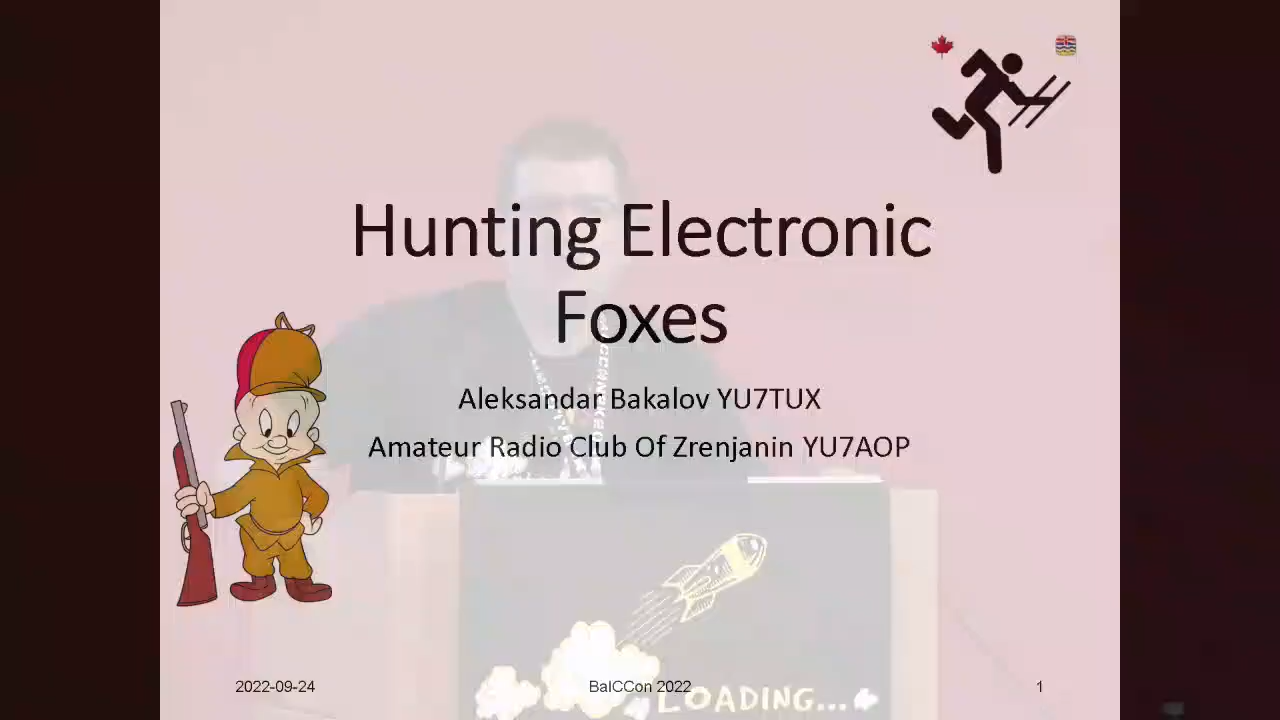 Hunting Electronic
Foxes
Aleksandar Bakalov YU7TUX
Amateur Radio Club Of Zrenjanin YU7AOP
2022-09-24
BalCCon 2022
1
LOADING...